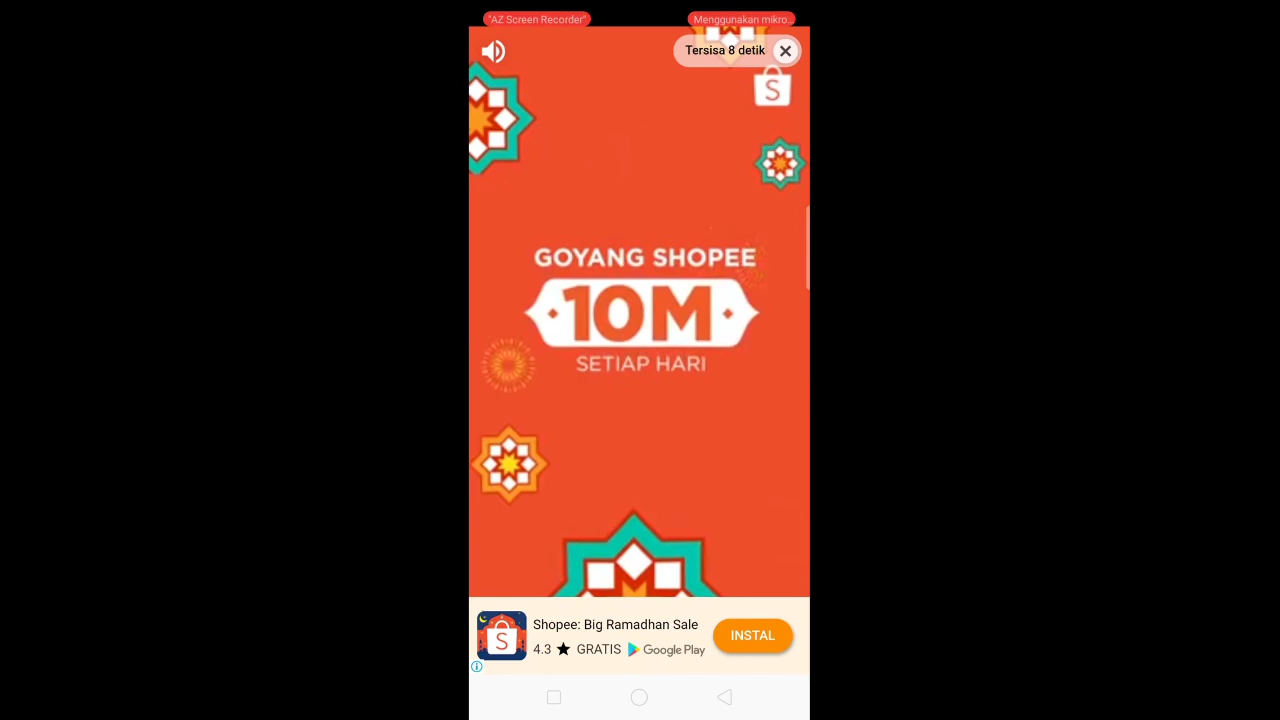 "AZ Screen Recorder"
Menggunakan mikro...
Tersisa 8 detik
S
GOYANG SHOPEE
10M
SETIAP HARI
S
Shopee: Big Ramadhan Sale
4.3 ★ GRATIS Google Play
INSTAL